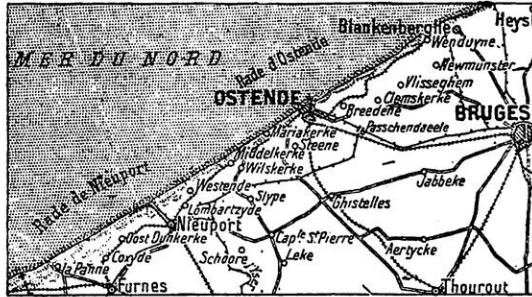 Heys
Blankenberghe
Wenduyne
MER DU NORD
Rade d'Ostende
Newmunster
Vlisseghem
Clemskerke
OSTENDE
Breedene
BRUGES
Passchendaele
Mariakerke
Steene
Middelkerke
Wilskerke
Jabbeke
Rade de Nieuport
Westende
Slype
Ghistelles
Lombartzyde
Nieuport
Oost Dunkerke
Cap.le St Pierre
Aertycke
Schoore
Coxyde
Leke
la Panne
Furnes
Thourout